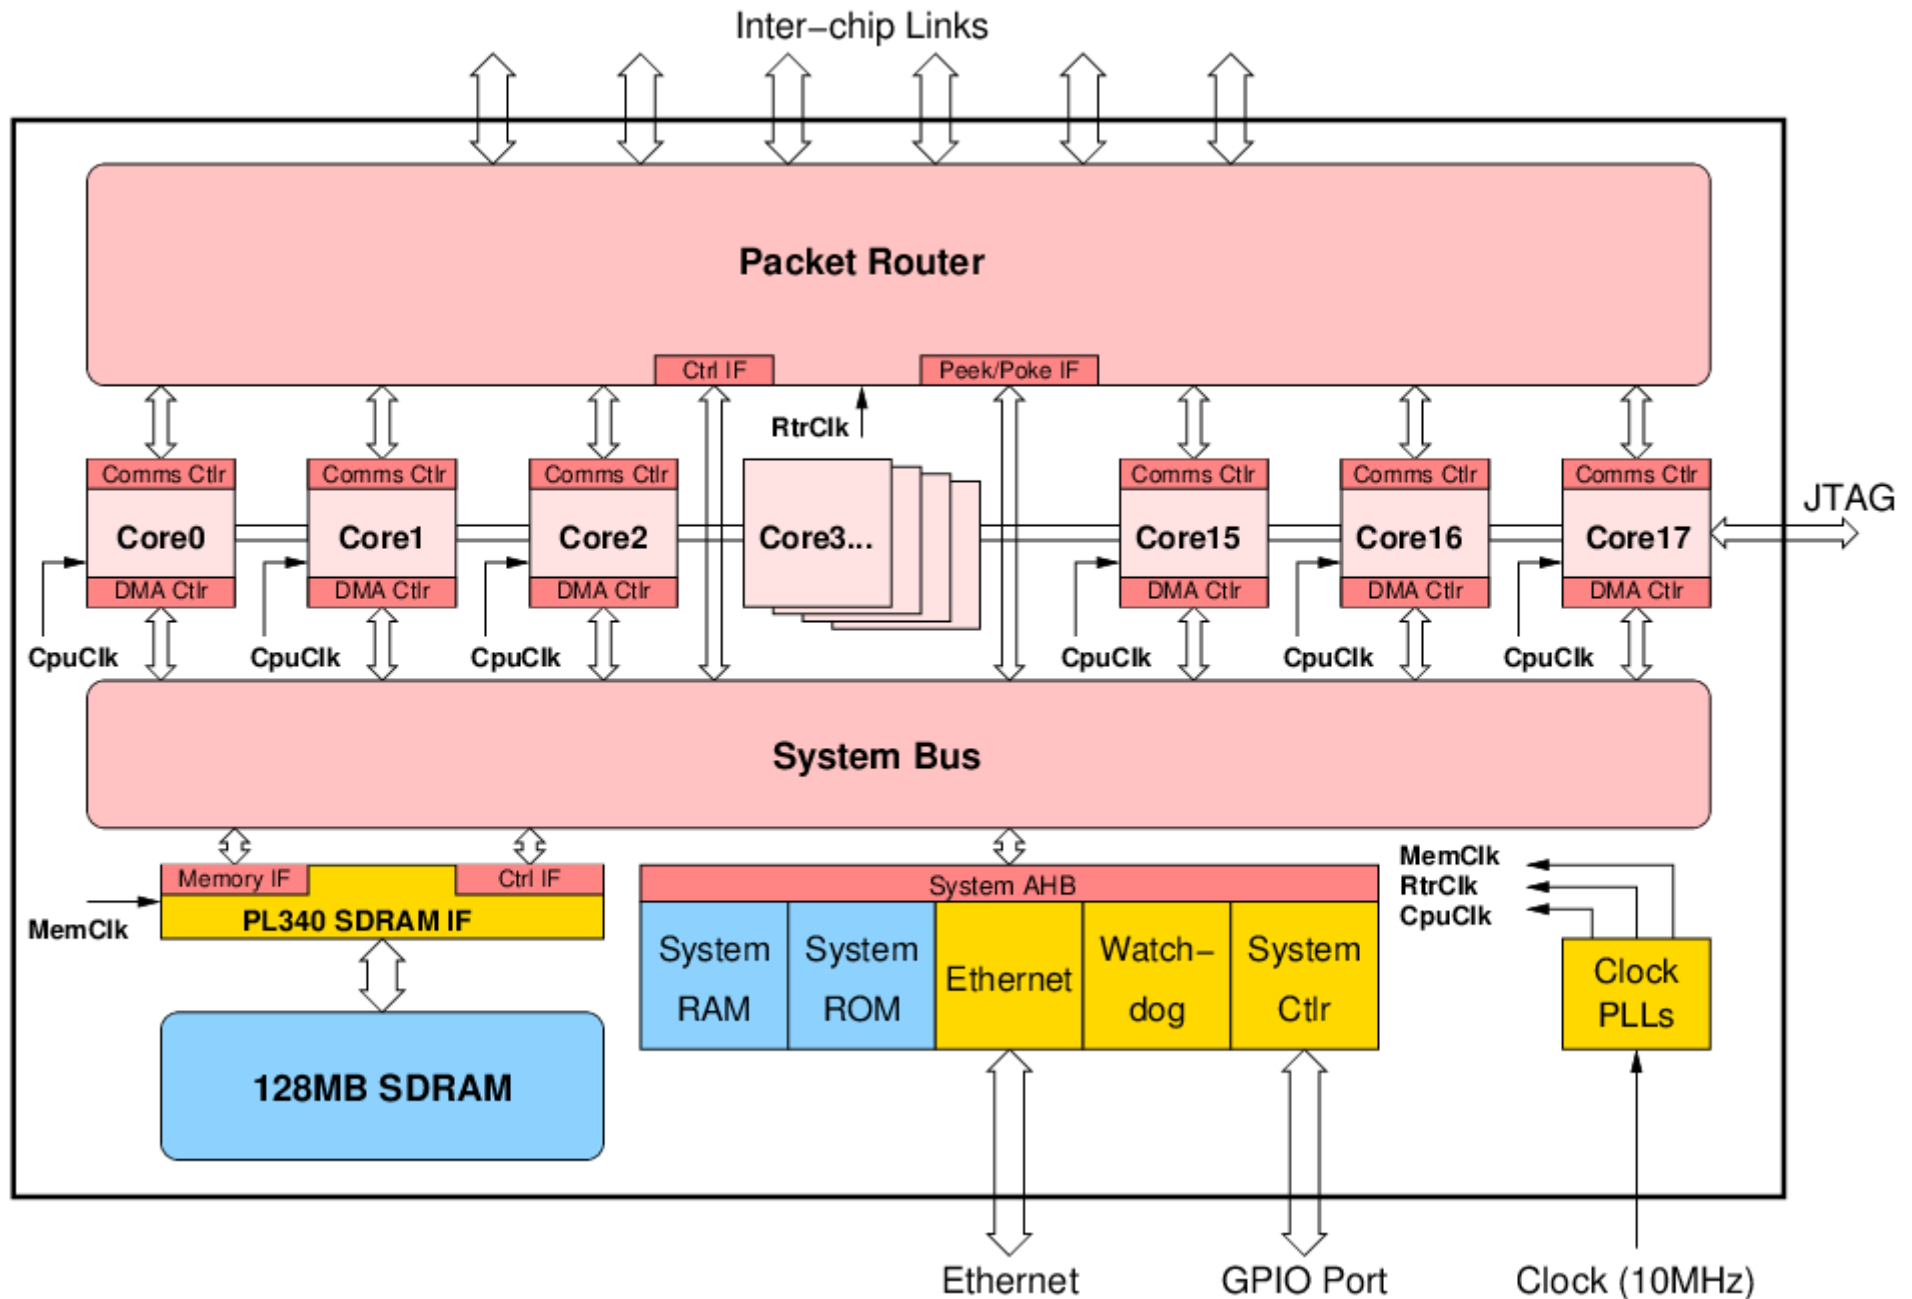 Inter–chip Links
Packet Router
Ctrl IF
Peek/Poke IF
RtrClk
Comms Ctlr
Comms Ctlr
Comms Ctlr
Comms Ctlr
Comms Ctlr
Comms Ctlr
JTAG
Core0
Core1
Core2
Core3...
Core15
Core16
Core17
DMA Ctlr
DMA Ctlr
DMA Ctlr
DMA Ctlr
DMA Ctlr
DMA Ctlr
CpuClk
CpuClk
CpuClk
CpuClk
CpuClk
CpuClk
System Bus
Memory IF
Ctrl IF
PL340 SDRAM IF
MemClk
128MB SDRAM
System AHB
System
RAM
System
ROM
Ethernet
Watch–
dog
System
Ctlr
MemClk
RtrClk
CpuClk
Clock
PLLs
Ethernet
GPIO Port
Clock (10MHz)